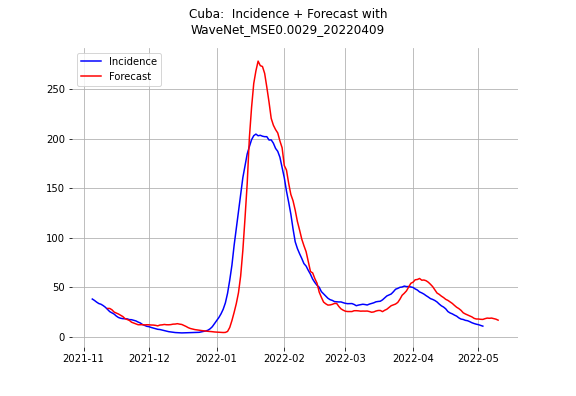 Cuba:  Incidence + Forecast with
WaveNet_MSE0.0029_20220409
Incidence
Forecast
250
200
150
100
50
0
2021-11 2021-12 2022-01 2022-02 2022-03 2022-04 2022-05